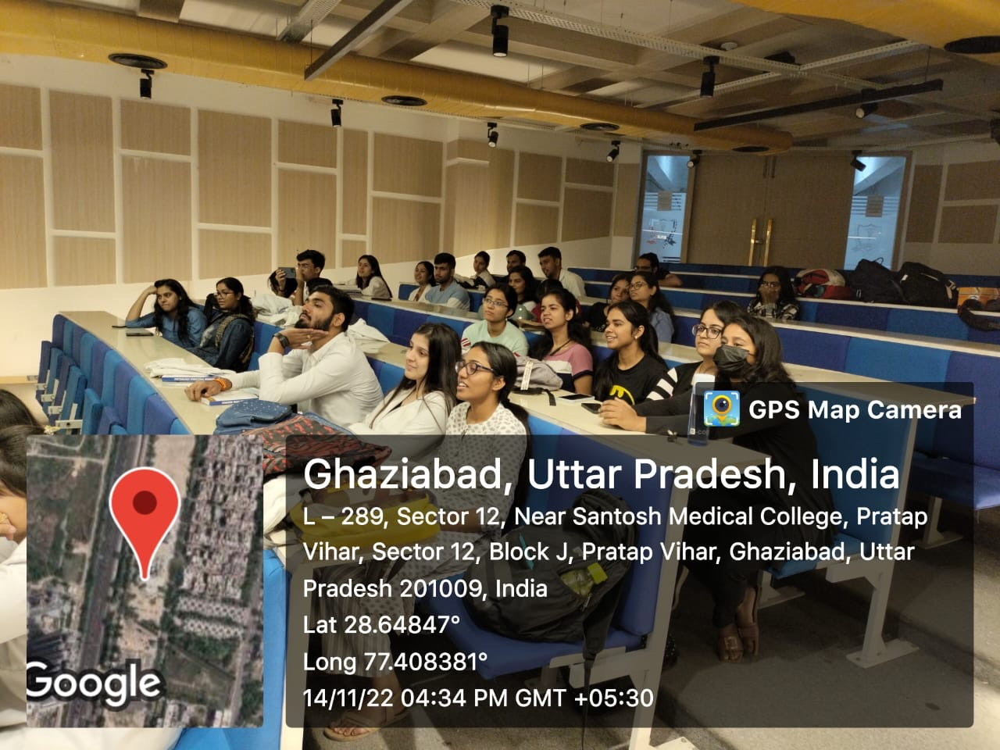 GPS Map Camera
Ghaziabad, Uttar Pradesh, India
L – 289, Sector 12, Near Santosh Medical College, Pratap
Vihar, Sector 12, Block J, Pratap Vihar, Ghaziabad, Uttar
Pradesh 201009, India
Lat 28.64847°
Long 77.408381°
14/11/22 04:34 PM GMT +05:30
Google